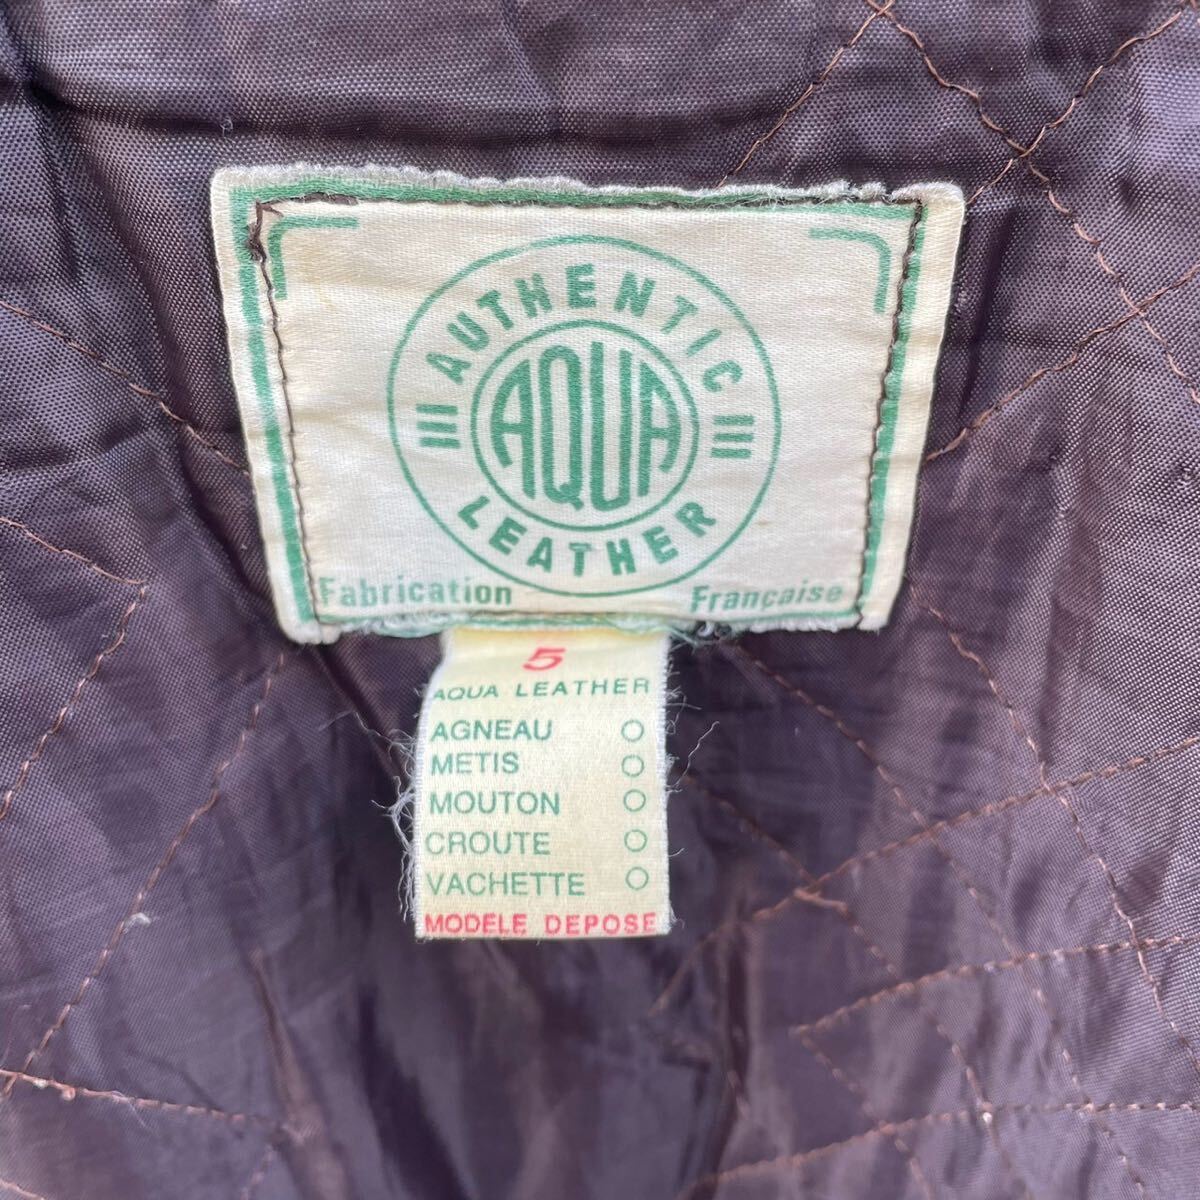 AUTHENTIC
AQUA
LEATHER
Fabrication Française
5
AQUA LEATHER
AGNEAU
METIS
MOUTON
CROUTE
VACHETTE
MODELE DEPOSE